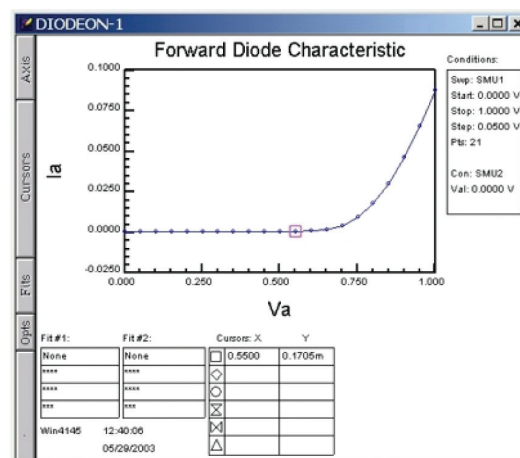 DIODEON-1
Axis
Cursors
Fits
Opts
Forward Diode Characteristic
Ia
0.1000
0.0750
0.0500
0.0250
0.0000
-0.0250
0.000 0.250 0.500 0.750 1.000
Va
Conditions:
Swp: SMU1
Start: 0.0000 V
Stop: 1.0000 V
Step: 0.0500 V
Pts: 21
Con: SMU2
Val: 0.0000 V
Fit #1: Fit #2: Cursors: X Y
None None 0.5500 0.1705m
**** ****
**** ****
*** ***
Win4145 12:40:06
05/29/2003